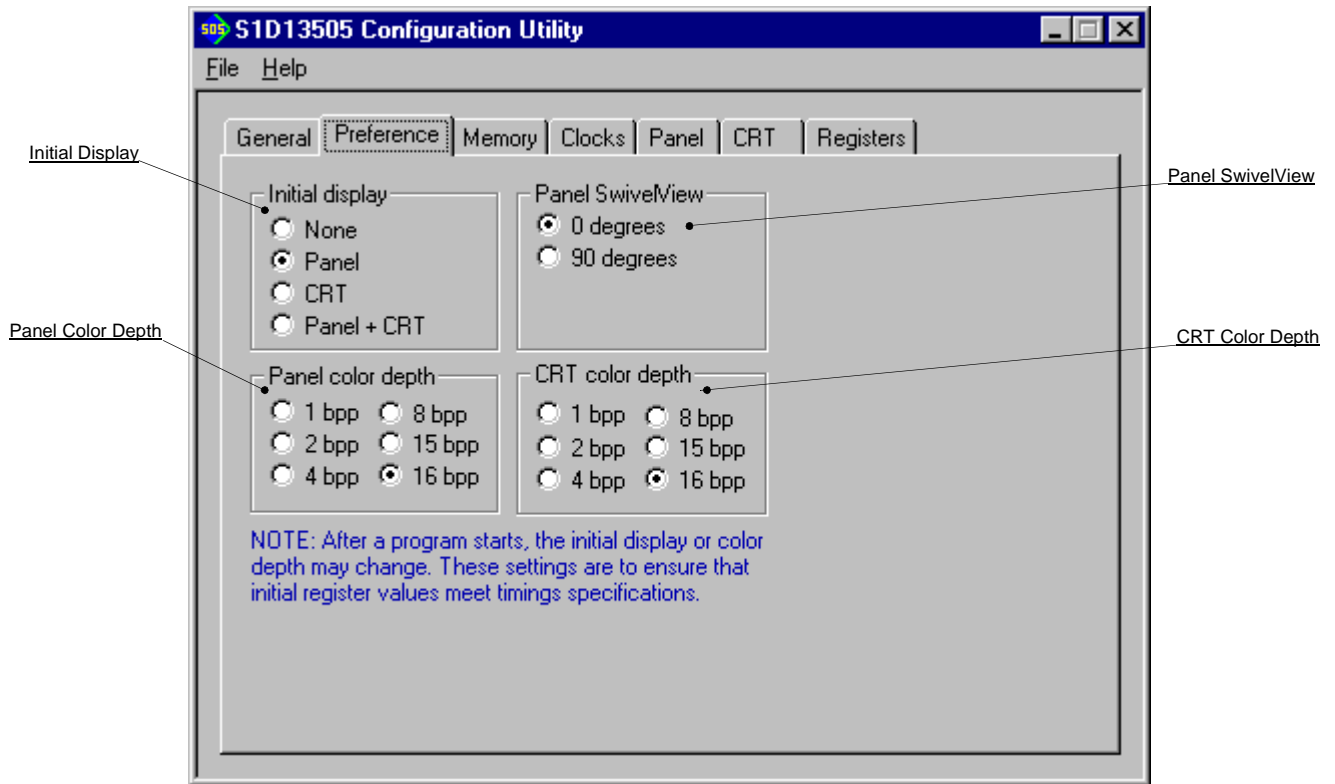 505 S1D13505 Configuration Utility
File Help
General Preference Memory Clocks Panel CRT Registers
Initial Display
Panel SwivelView
Initial display
None
Panel
CRT
Panel + CRT
Panel SwivelView
0 degrees
90 degrees
Panel Color Depth
CRT Color Depth
Panel color depth
1 bpp 8 bpp
2 bpp 15 bpp
4 bpp 16 bpp
CRT color depth
1 bpp 8 bpp
2 bpp 15 bpp
4 bpp 16 bpp
NOTE: After a program starts, the initial display or color
depth may change. These settings are to ensure that
initial register values meet timings specifications.